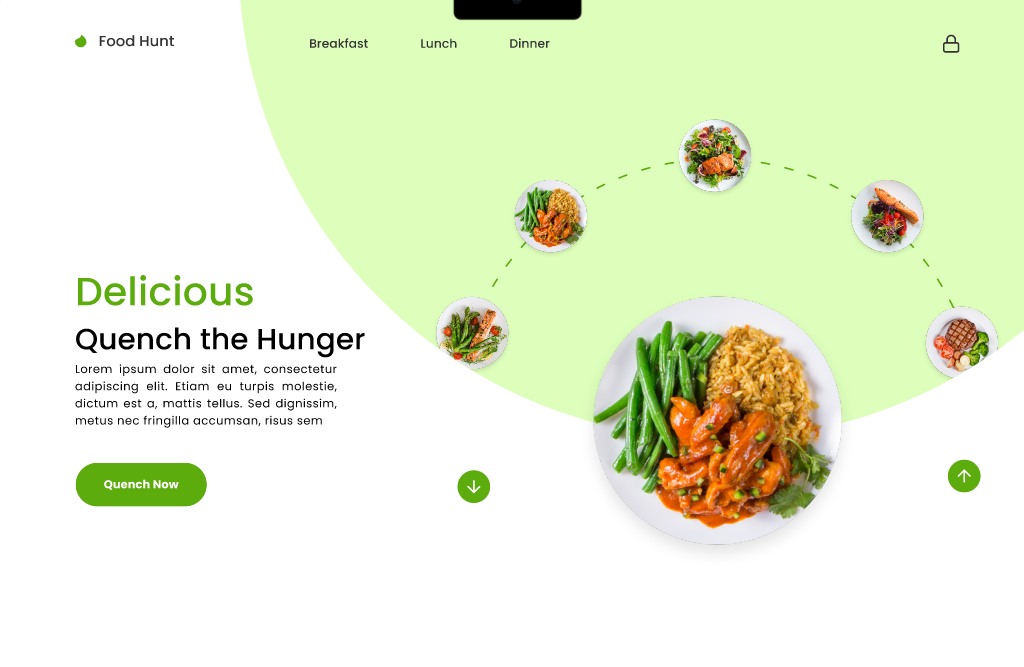 Food Hunt
Breakfast
Lunch
Dinner
Delicious
Quench the Hunger
Lorem ipsum dolor sit amet, consectetur
adipiscing elit. Etiam eu turpis molestie,
dictum est a, mattis tellus. Sed dignissim,
metus nec fringilla accumsan, risus sem
Quench Now